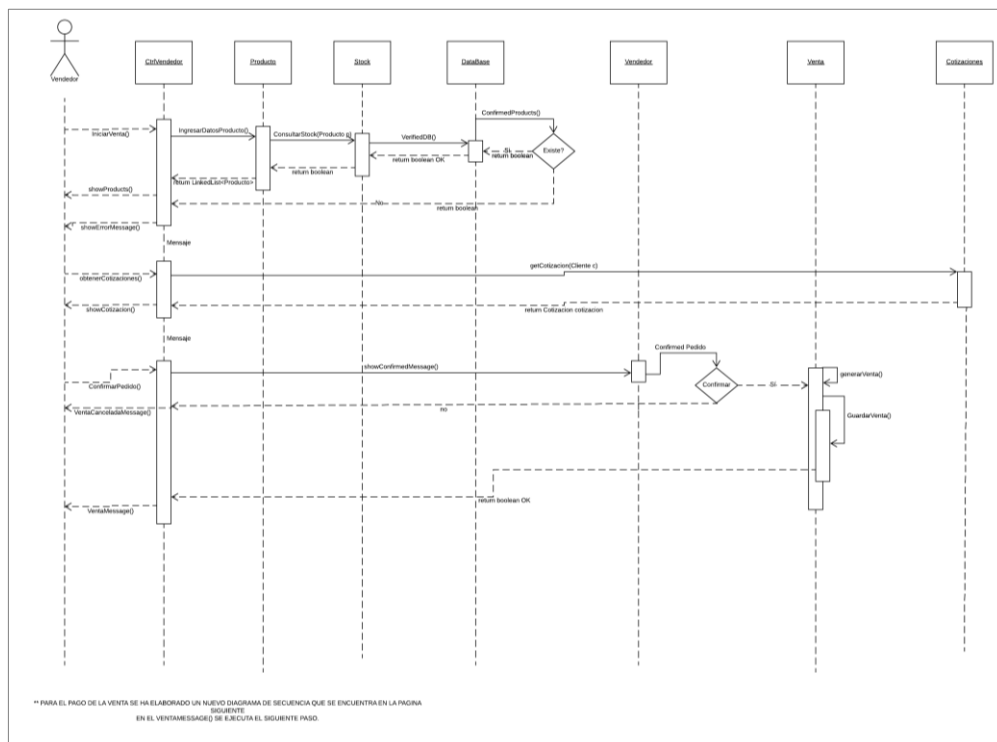 CtrlVendedor
Producto
Stock
DataBase
Vendedor
Venta
Cotizaciones
Vendedor
ConfirmedProducts()
IniciarVenta()
IngresarDatosProducto()
ConsultarStock(Producto p)
VerifiedDB()
Existe?
Si
return boolean
return boolean OK
return boolean
return LinkedList<Producto>
showProducts()
No
return boolean
showErrorMessage()
Mensaje
getCotizacion(Cliente c)
obtenerCotizaciones()
showCotizacion()
return Cotizacion cotizacion
Mensaje
Confirmed Pedido
showConfirmedMessage()
generarVenta()
ConfirmarPedido()
Confirmar
Si
VentaCanceladaMessage()
no
GuardarVenta()
return boolean OK
VentaMessage()
** PARA EL PAGO DE LA VENTA SE HA ELABORADO UN NUEVO DIAGRAMA DE SECUENCIA QUE SE ENCUENTRA EN LA PAGINA
SIGUIENTE
EN EL VENTAMESSAGE() SE EJECUTA EL SIGUIENTE PASO.